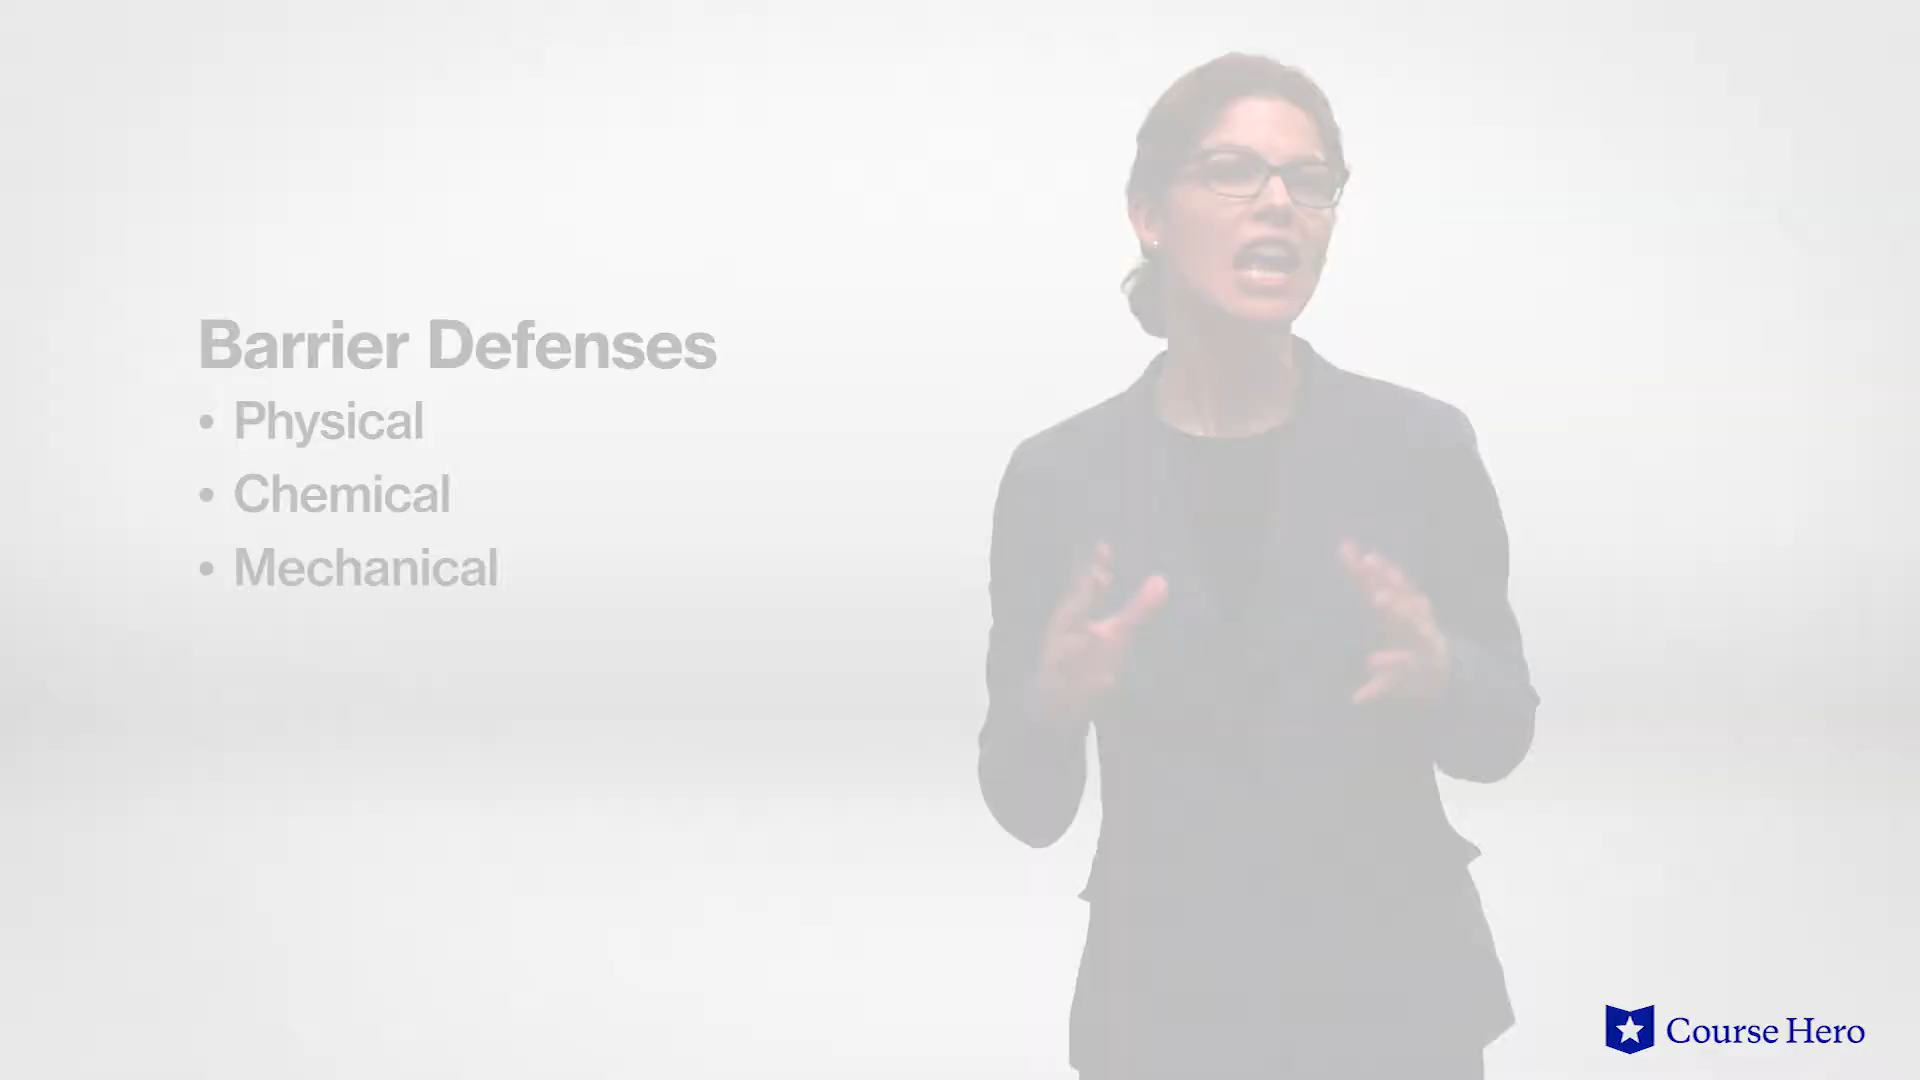 Barrier Defenses
• Physical
• Chemical
• Mechanical
Course Hero